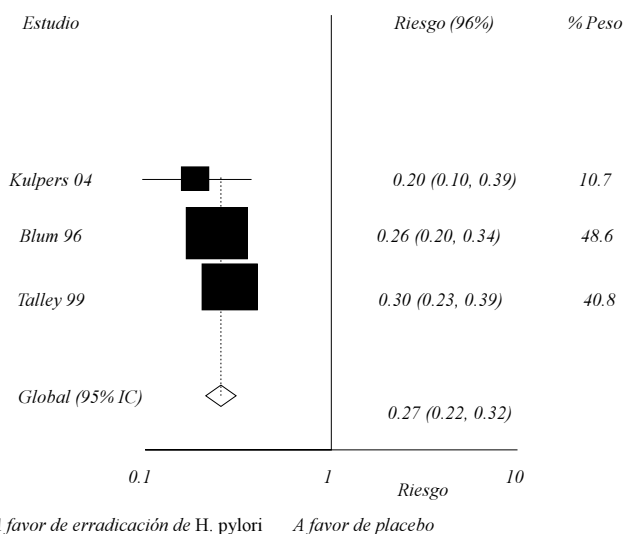 Estudio Riesgo (96%) % Peso
Kulpers 04 0.20 (0.10, 0.39) 10.7
Blum 96 0.26 (0.20, 0.34) 48.6
Talley 99 0.30 (0.23, 0.39) 40.8
Global (95% IC) 0.27 (0.22, 0.32)
0.1 1 10
Riesgo
favor de erradicación de H. pylori A favor de placebo